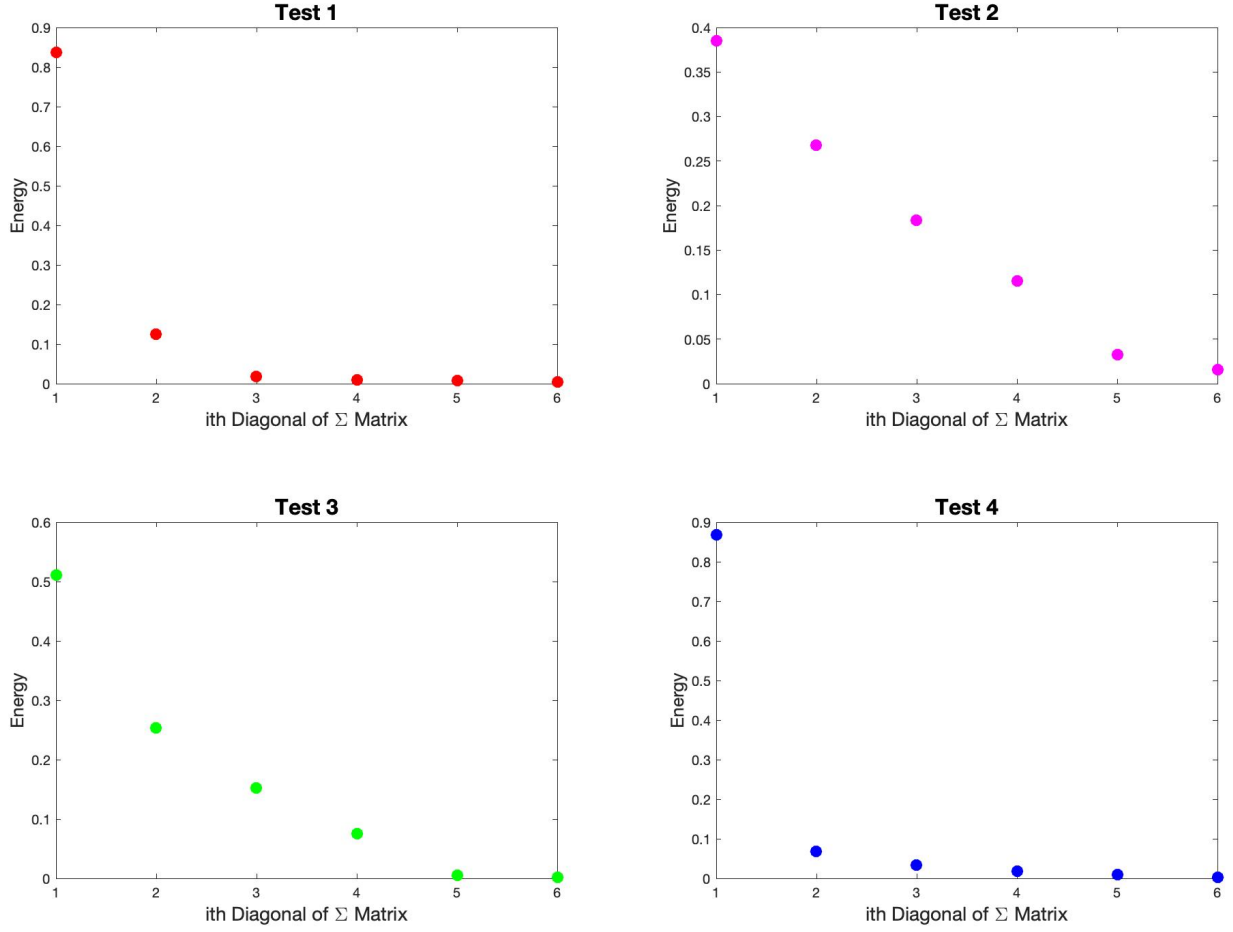 Test 1
0.9
0.8
0.7
0.6
0.5
0.4
0.3
0.2
0.1
0
Energy
1 2 3 4 5 6
ith Diagonal of Σ Matrix
Test 2
0.4
0.35
0.3
0.25
0.2
0.15
0.1
0.05
0
Energy
1 2 3 4 5 6
ith Diagonal of Σ Matrix
Test 3
0.6
0.5
0.4
0.3
0.2
0.1
0
Energy
1 2 3 4 5 6
ith Diagonal of Σ Matrix
Test 4
0.9
0.8
0.7
0.6
0.5
0.4
0.3
0.2
0.1
0
Energy
1 2 3 4 5 6
ith Diagonal of Σ Matrix